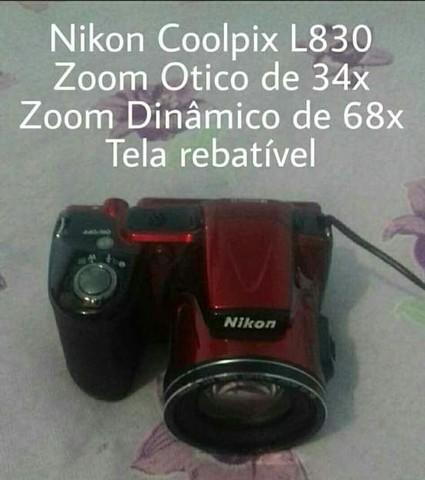 Nikon Coolpix L830
Zoom Otico de 34x
Zoom Dinâmico de 68x
Tela rebatível
Nikon